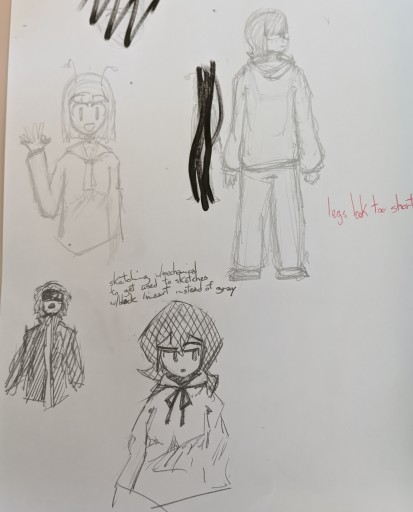 legs look too short
sketching w/mechanical
to get used to sketches
w/black lineart instead of gray